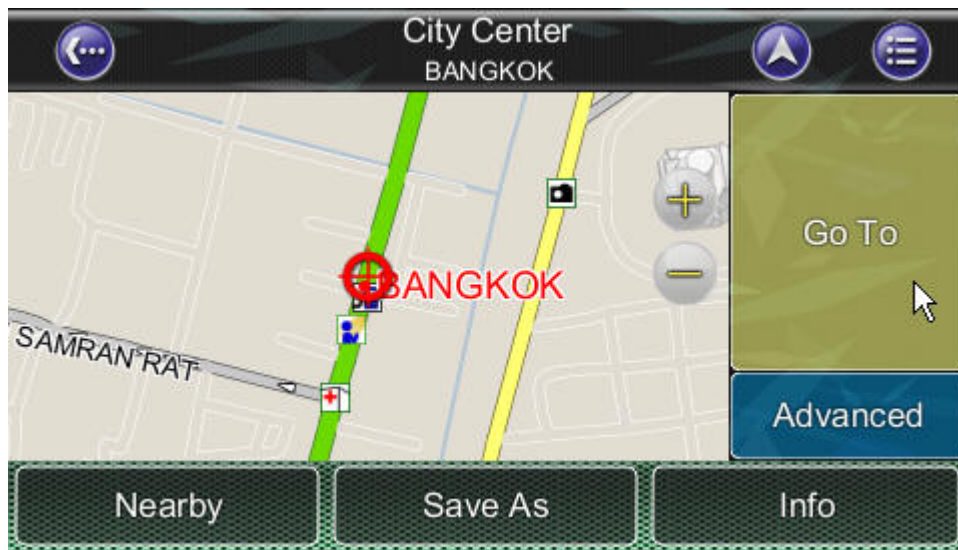 City Center
BANGKOK
Go To
BANGKOK
SAMRAN RAT
Advanced
Nearby
Save As
Info